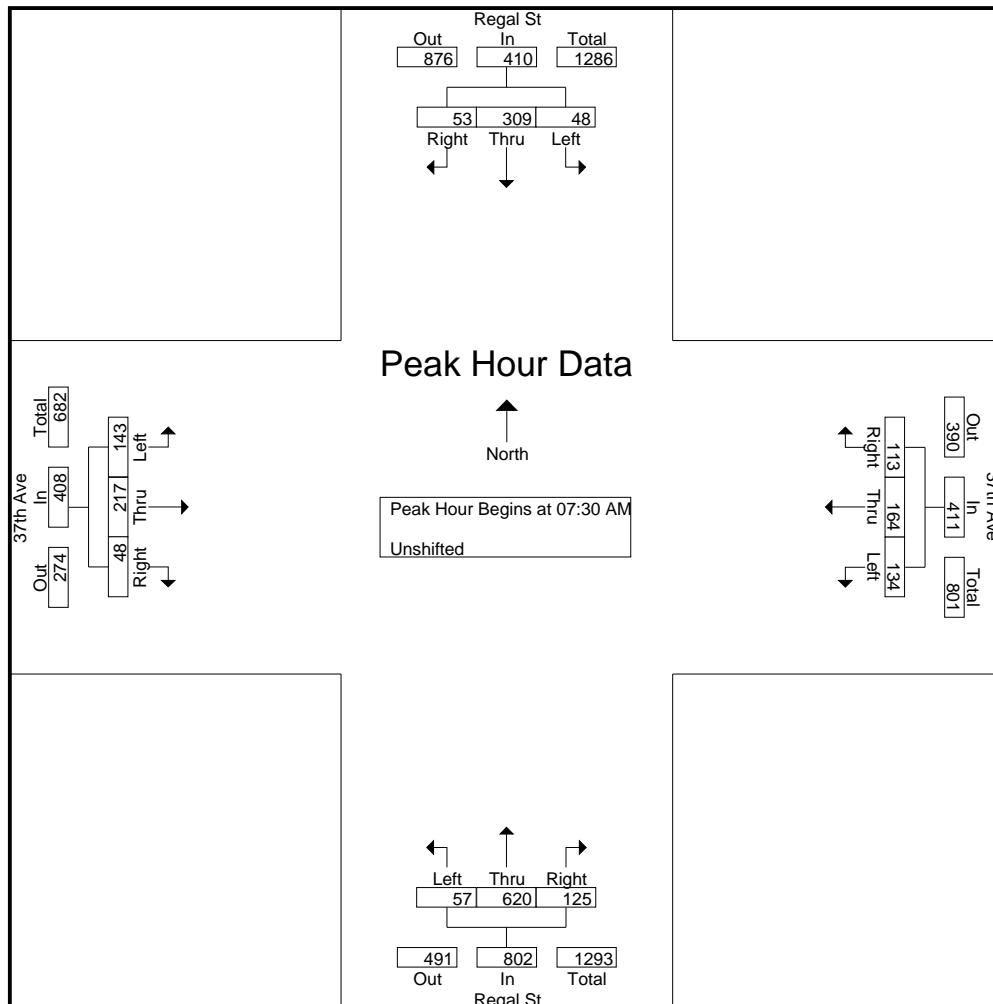 Regal St
Out In Total
876 410 1286
53 309 48
Right Thru Left
Peak Hour Data
North
Peak Hour Begins at 07:30 AM
Unshifted
37th Ave
Out In Total
274 408 682
48 217 143
Right Thru Left
37th Ave
Out In Total
390 411 801
113 164 134
Right Thru Left
Left Thru Right
57 620 125
491 802 1293
Out In Total
Regal St